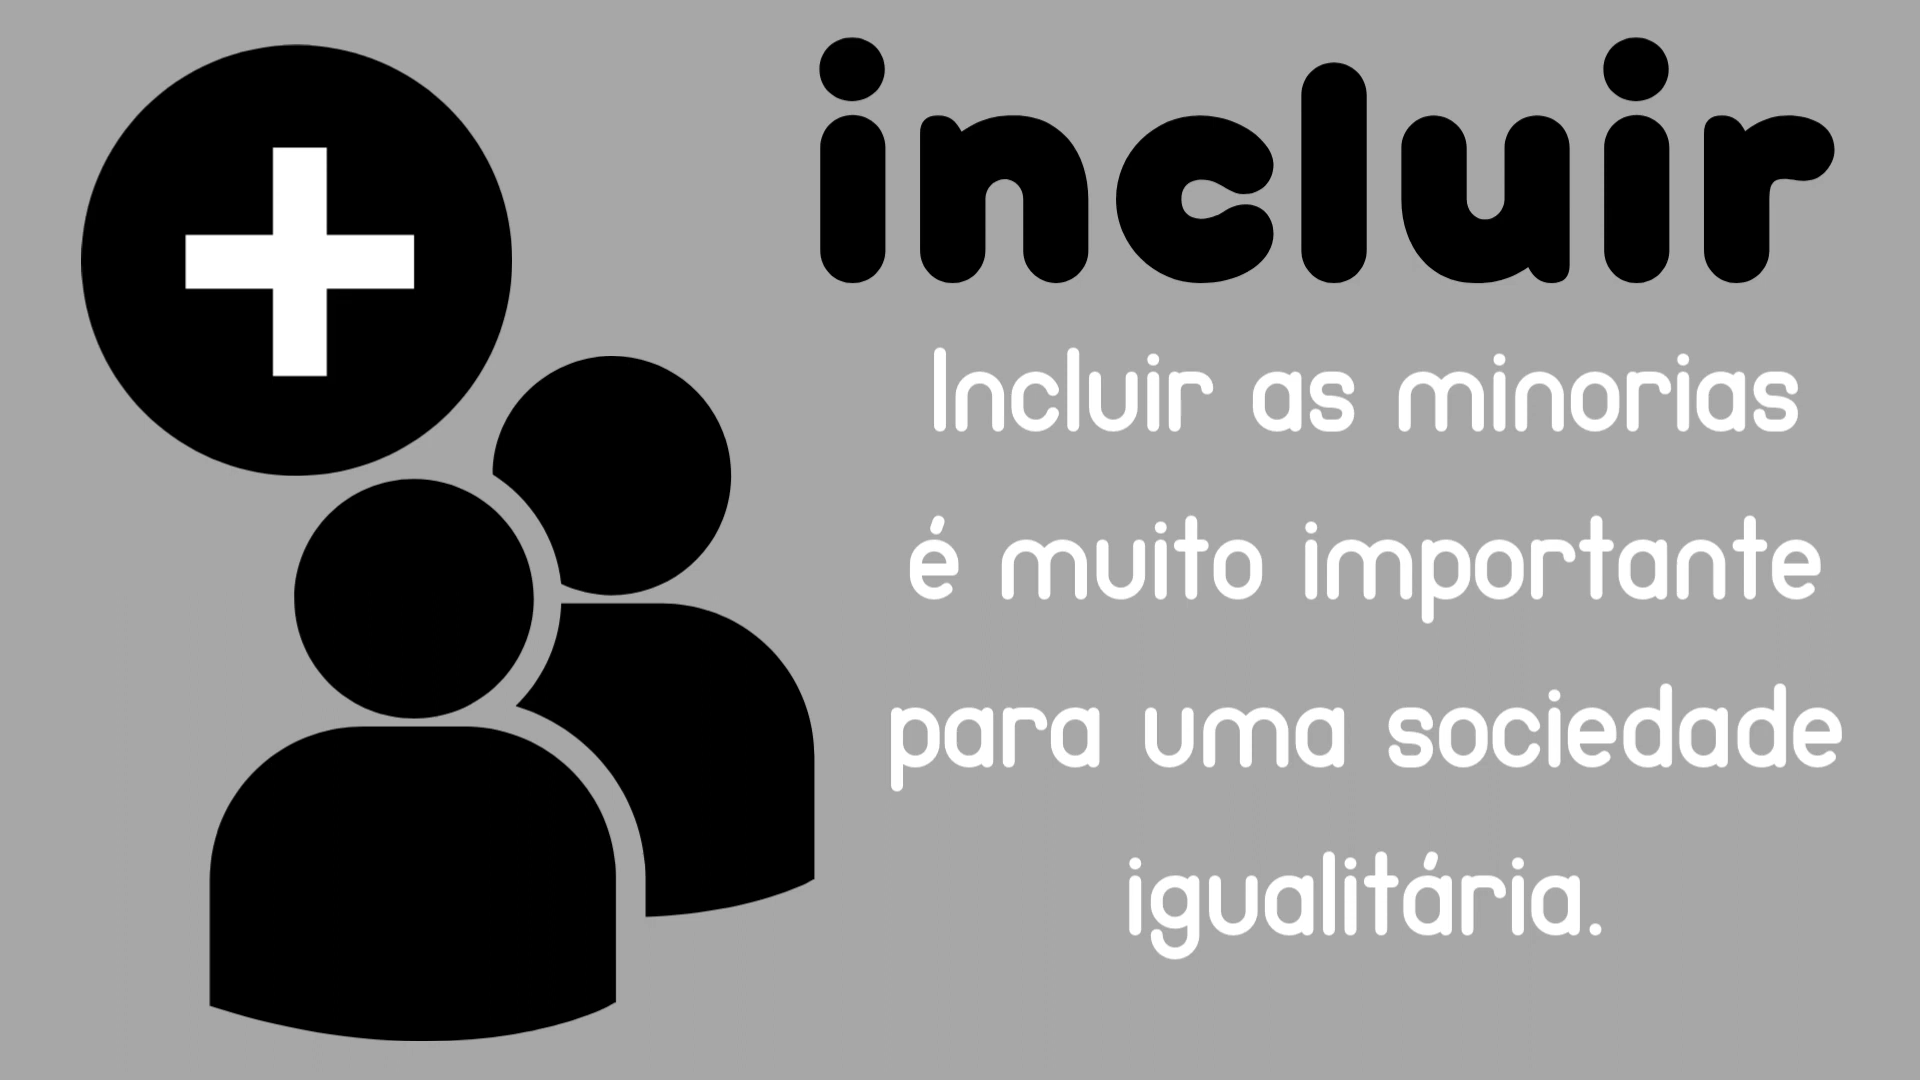 incluir
Incluir as minorias
é muito importante
para uma sociedade
igualitária.